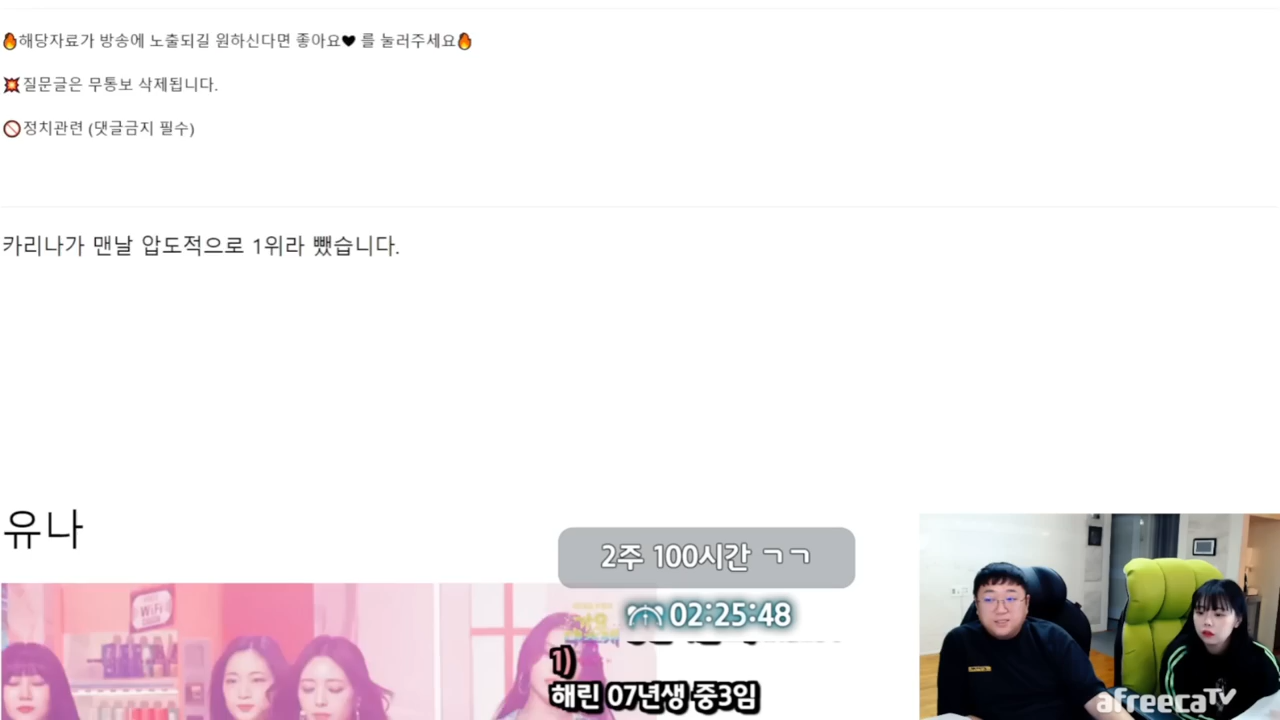 🔥해당자료가 방송에 노출되길 원하신다면 좋아요🖤 를 눌러주세요🔥
💥질문글은 무통보 삭제됩니다.
🚫정치관련 (댓글금지 필수)
카리나가 맨날 압도적으로 1위라 뺐습니다.
유나
2주 100시간 ㄱㄱ
02:25:48
WiFi
1)
해린 07년생 중3임
afreecaTV